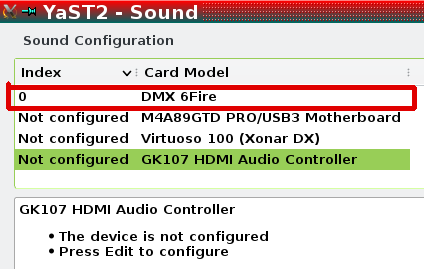 YaST2 - Sound
Sound Configuration
Index Card Model
0 DMX 6Fire
Not configured M4A89GTD PRO/USB3 Motherboard
Not configured Virtuoso 100 (Xonar DX)
Not configured GK107 HDMI Audio Controller
GK107 HDMI Audio Controller
• The device is not configured
• Press Edit to configure